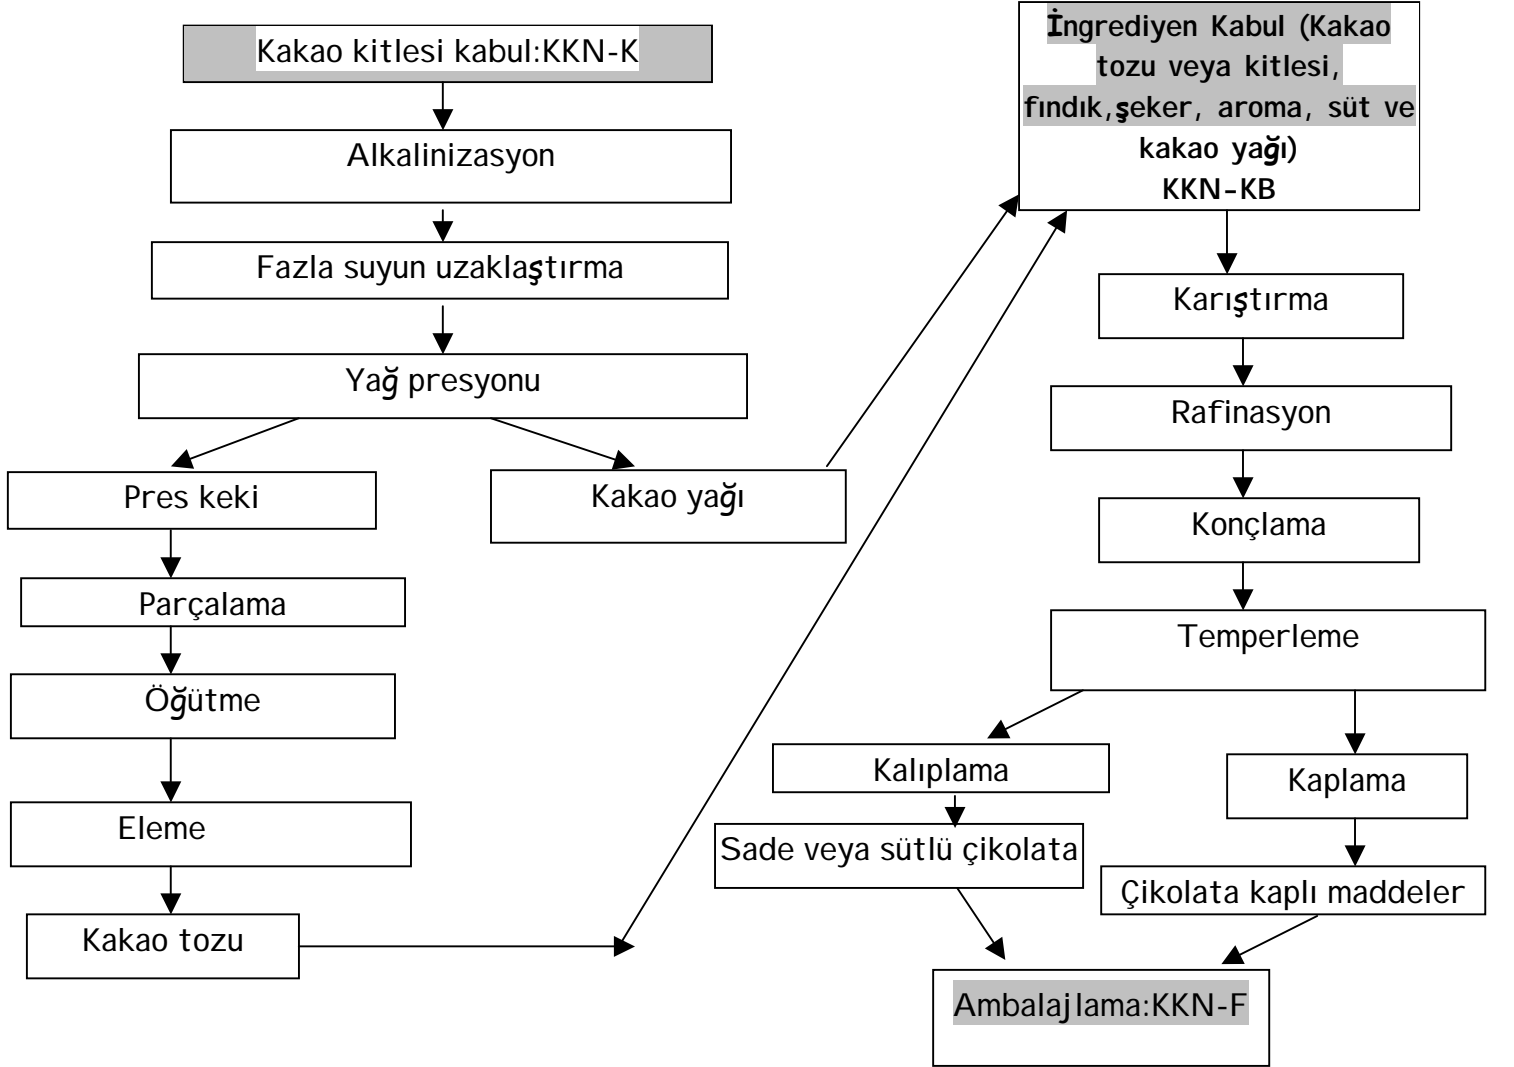 Kakao kitlesi kabul:KKN-K
Alkalinizasyon
Fazla suyun uzaklaştırma
Yağ presyonu
Pres keki
Kakao yağı
Parçalama
Öğütme
Eleme
Kakao tozu
İngrediyen Kabul (Kakao
tozu veya kitlesi,
fındık,şeker, aroma, süt ve
kakao yağı)
KKN-KB
Karıştırma
Rafinasyon
Konçlama
Temperleme
Kalıplama
Kaplama
Sade veya sütlü çikolata
Çikolata kaplı maddeler
Ambalajlama:KKN-F